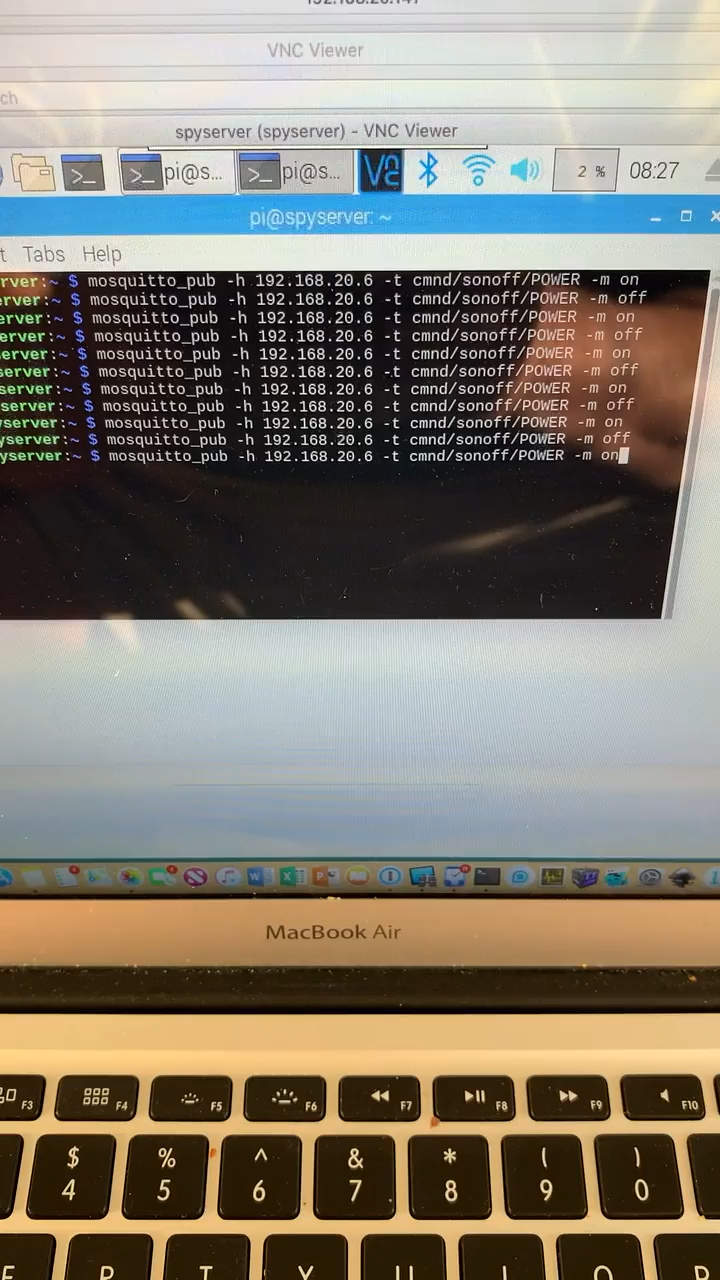 VNC Viewer
ch
spyserver (spyserver) - VNC Viewer
pi@s... pi@s... 2 % 08:27
pi@spyserver: ~
t Tabs Help
rver:~ $ mosquitto_pub -h 192.168.20.6 -t cmnd/sonoff/POWER -m on
erver:~ $ mosquitto_pub -h 192.168.20.6 -t cmnd/sonoff/POWER -m off
erver:~ $ mosquitto_pub -h 192.168.20.6 -t cmnd/sonoff/POWER -m on
erver:~ $ mosquitto_pub -h 192.168.20.6 -t cmnd/sonoff/POWER -m off
server:~ $ mosquitto_pub -h 192.168.20.6 -t cmnd/sonoff/POWER -m on
server:~ $ mosquitto_pub -h 192.168.20.6 -t cmnd/sonoff/POWER -m off
server:~ $ mosquitto_pub -h 192.168.20.6 -t cmnd/sonoff/POWER -m on
server:~ $ mosquitto_pub -h 192.168.20.6 -t cmnd/sonoff/POWER -m off
yserver:~ $ mosquitto_pub -h 192.168.20.6 -t cmnd/sonoff/POWER -m on
yserver:~ $ mosquitto_pub -h 192.168.20.6 -t cmnd/sonoff/POWER -m off
yserver:~ $ mosquitto_pub -h 192.168.20.6 -t cmnd/sonoff/POWER -m on
MacBook Air
F3 F4 F5 F6 F7 F8 F9 F10
$ % ^ & * ( )
4 5 6 7 8 9 0